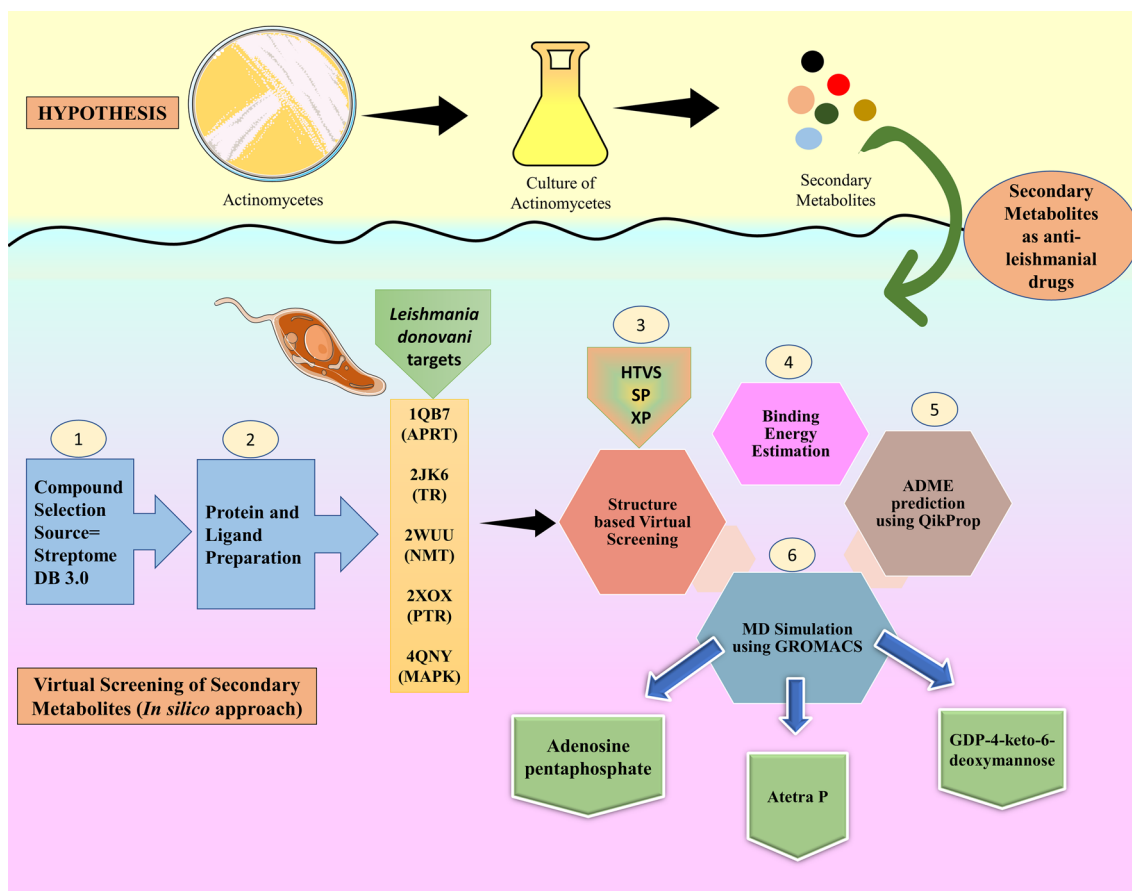 HYPOTHESIS
Actinomycetes
Culture of
Actinomycetes
Secondary
Metabolites
Secondary
Metabolites
as anti-
leishmanial
drugs
Leishmania
donovani
targets
1
Compound
Selection
Source=
Streptome
DB 3.0
2
Protein and
Ligand
Preparation
1QB7
(APRT)
2JK6
(TR)
2WUU
(NMT)
2XOX
(PTR)
4QNY
(MAPK)
3
HTVS
SP
XP
Structure
based Virtual
Screening
4
Binding
Energy
Estimation
5
ADME
prediction
using QikProp
6
MD Simulation
using GROMACS
Virtual Screening of Secondary
Metabolites (In silico approach)
Adenosine
pentaphosphate
Atetra P
GDP-4-keto-6-
deoxymannose